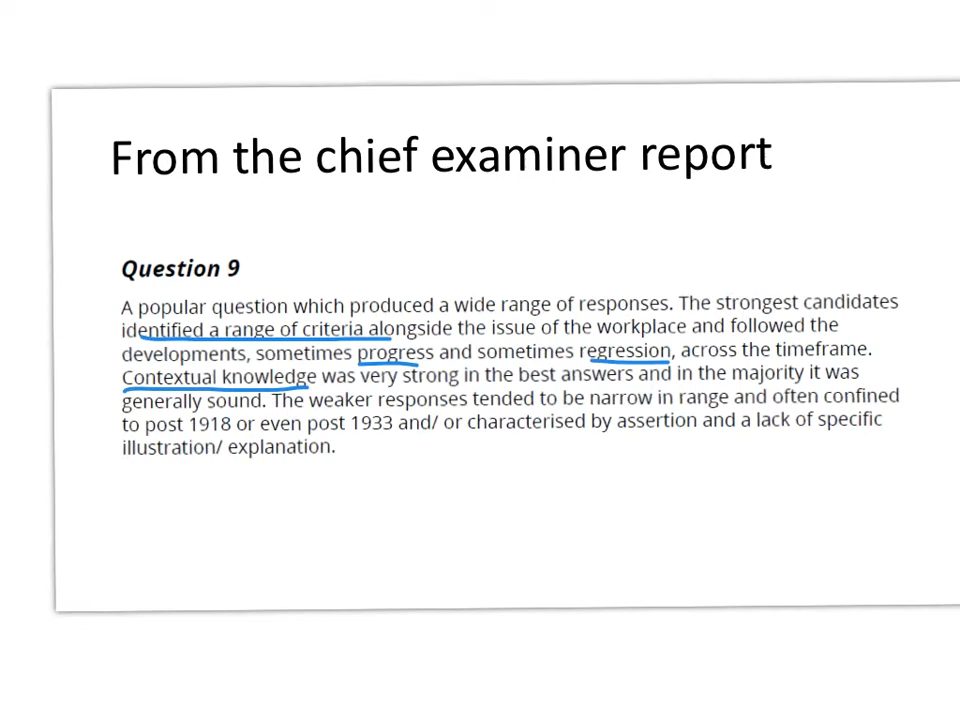 From the chief examiner report
Question 9
A popular question which produced a wide range of responses. The strongest candidates
identified a range of criteria alongside the issue of the workplace and followed the
developments, sometimes progress and sometimes regression, across the timeframe.
Contextual knowledge was very strong in the best answers and in the majority it was
generally sound. The weaker responses tended to be narrow in range and often confined
to post 1918 or even post 1933 and/ or characterised by assertion and a lack of specific
illustration/ explanation.